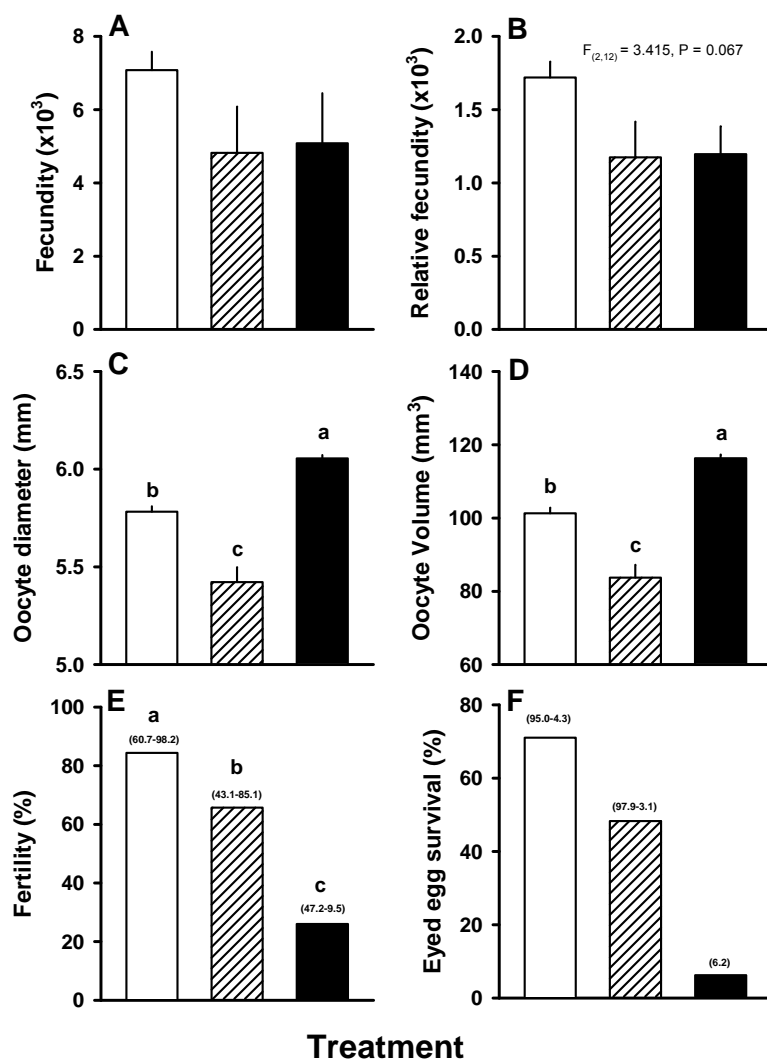 A
8
6
4
2
0
Fecundity (x10³)
B
F(2,12) = 3.415, P = 0.067
2.0
1.5
1.0
0.5
0.0
Relative fecundity (x10³)
C
6.5
6.0
5.5
5.0
Oocyte diameter (mm)
b
c
a
D
140
120
100
80
60
Oocyte Volume (mm³)
b
c
a
E
100
80
60
40
20
0
Fertility (%)
a
(60.7-98.2)
b
(43.1-85.1)
c
(47.2-9.5)
F
80
60
40
20
0
Eyed egg survival (%)
(95.0-4.3)
(97.9-3.1)
(6.2)
Treatment